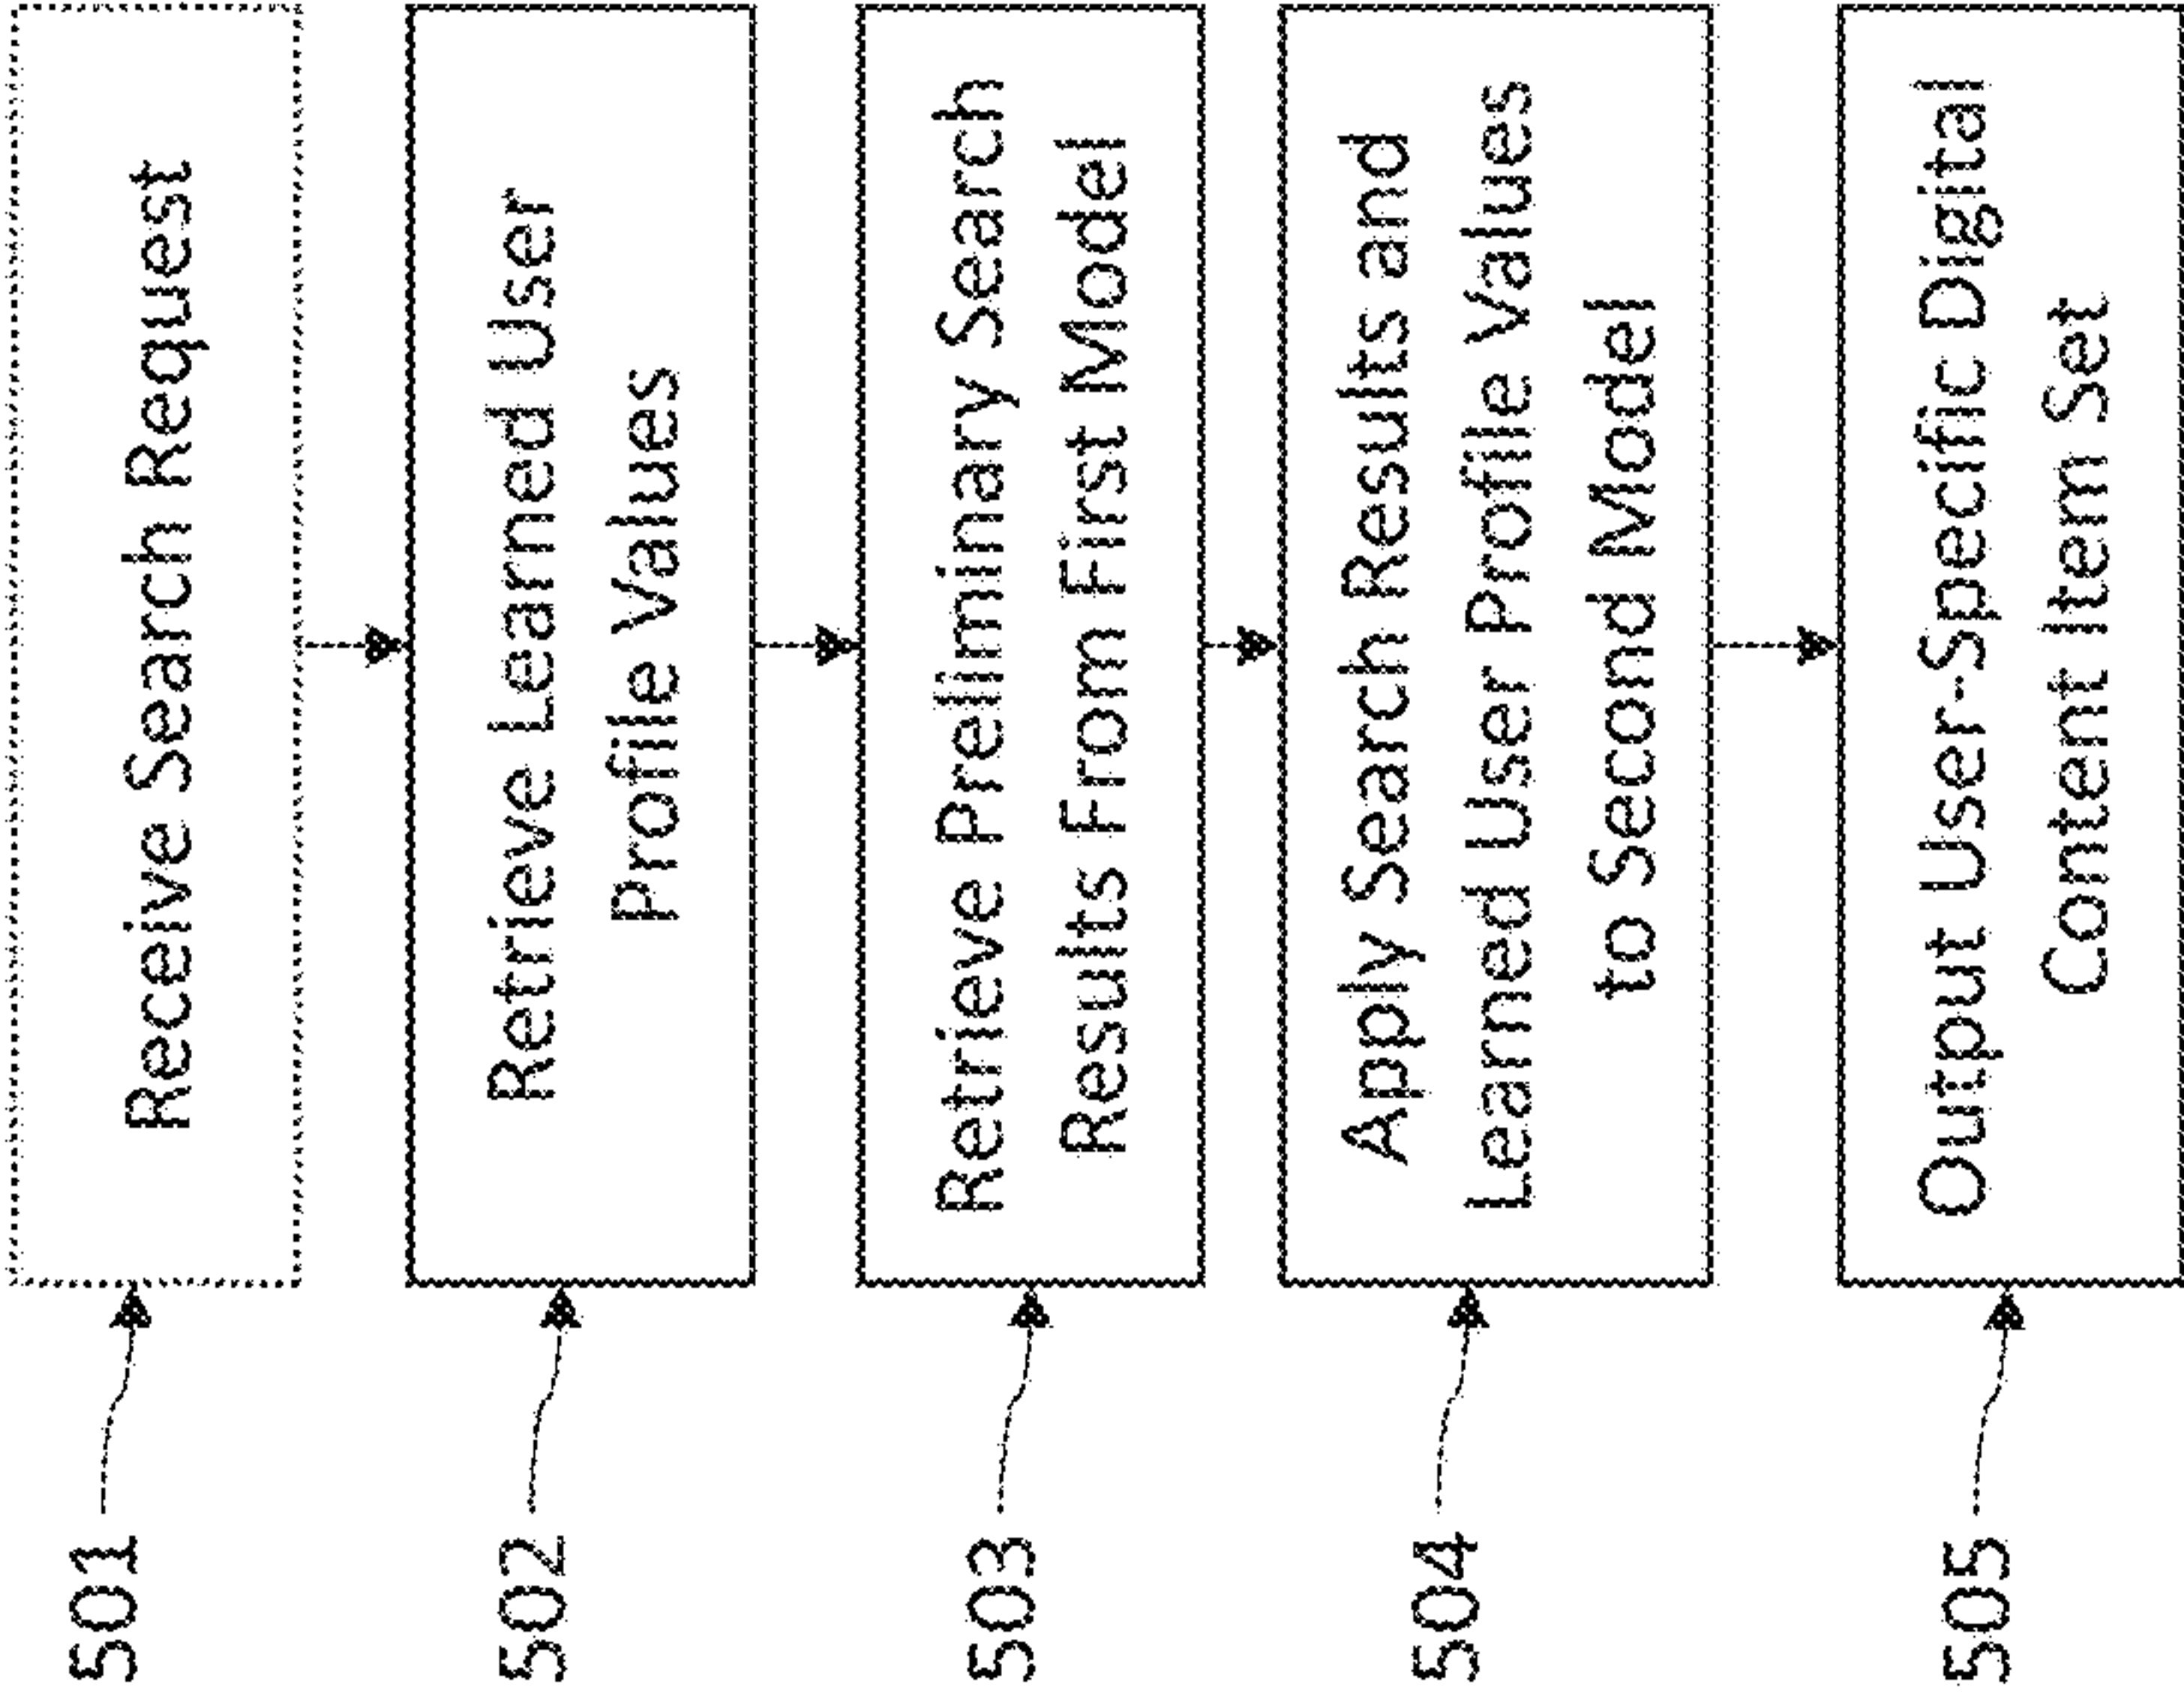 501
Receive Search Request
502
Retrieve Learned User
Profile Values
503
Retrieve Preliminary Search
Results From First Model
504
Apply Search Results and
Learned User Profile Values
to Second Model
505
Output User-Specific Digital
Content Item Set